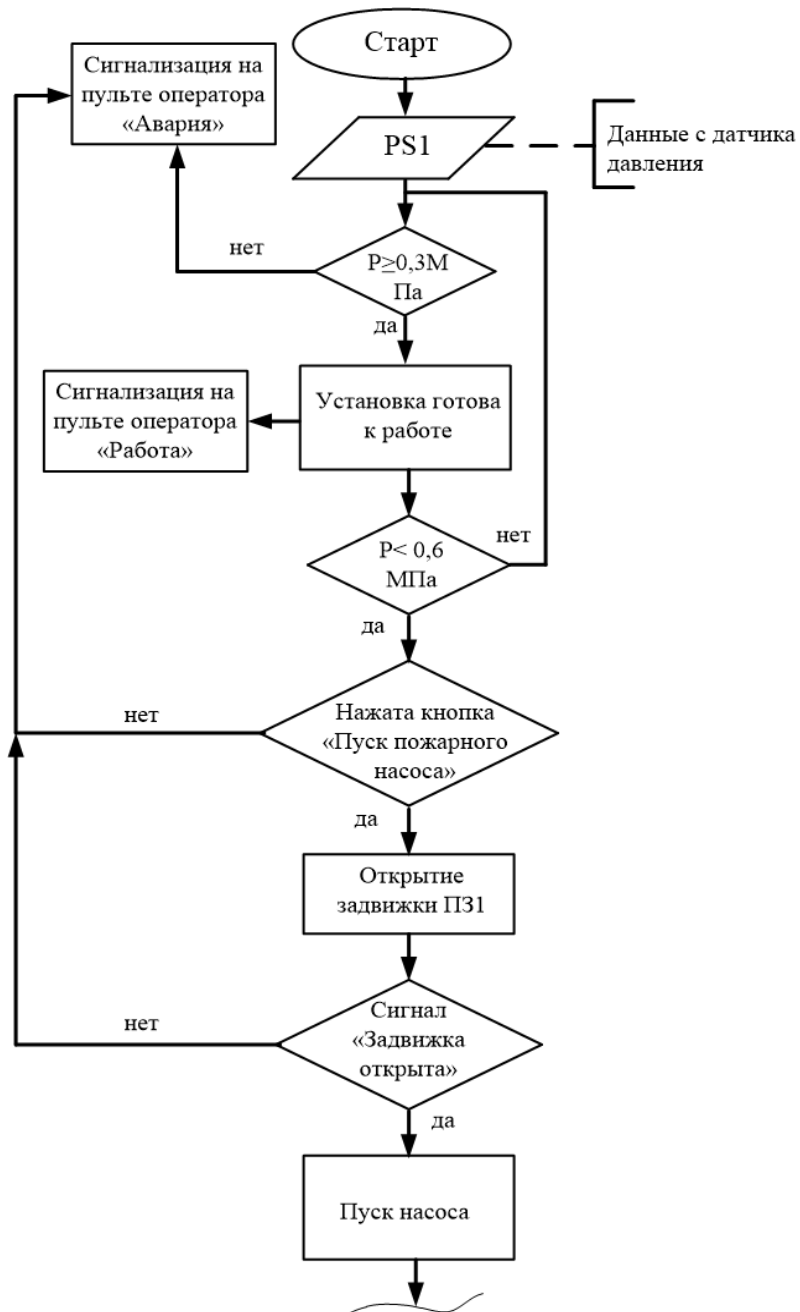 Старт
Сигнализация на
пульте оператора
«Авария»
PS1
Данные с датчика
давления
нет
P≥0,3М
Па
да
Сигнализация на
пульте оператора
«Работа»
Установка готова
к работе
P< 0,6
МПа
нет
да
Нажата кнопка
«Пуск пожарного
насоса»
нет
да
Открытие
задвижки ПЗ1
Сигнал
«Задвижка
открыта»
нет
да
Пуск насоса